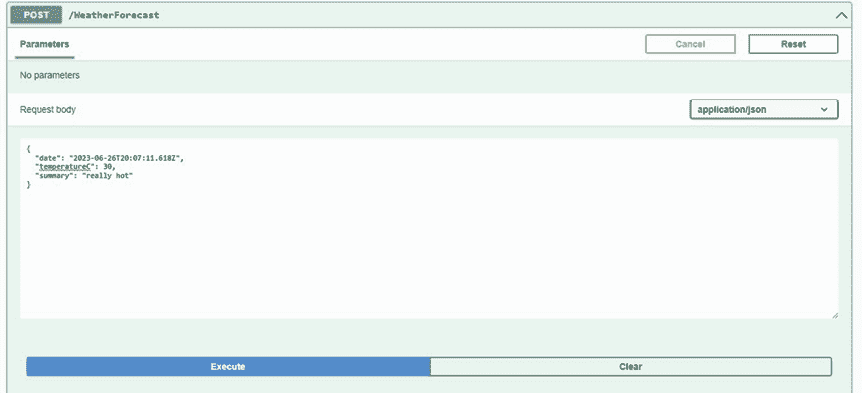 POST /WeatherForecast
Parameters
Cancel
Reset
No parameters
Request body
application/json
{
"date": "2023-06-26T20:07:11.618Z",
"temperatureC": 30,
"summary": "really hot"
}
Execute
Clear